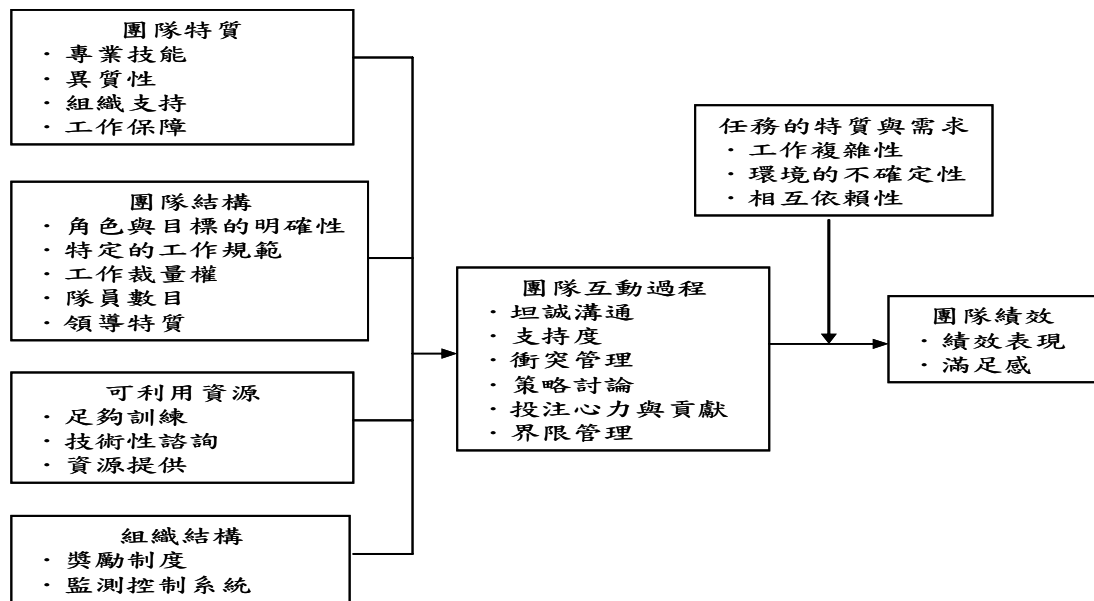 團隊特質
· 專業技能
· 異質性
· 組織支持
· 工作保障
團隊結構
· 角色與目標的明確性
· 特定的工作規範
· 工作裁量權
· 隊員數目
· 領導特質
可利用資源
· 足夠訓練
· 技術性諮詢
· 資源提供
組織結構
· 獎勵制度
· 監測控制系統
團隊互動過程
· 坦誠溝通
· 支持度
· 衝突管理
· 策略討論
· 投注心力與貢獻
· 界限管理
任務的特質與需求
· 工作複雜性
· 環境的不確定性
· 相互依賴性
團隊績效
· 績效表現
· 滿足感